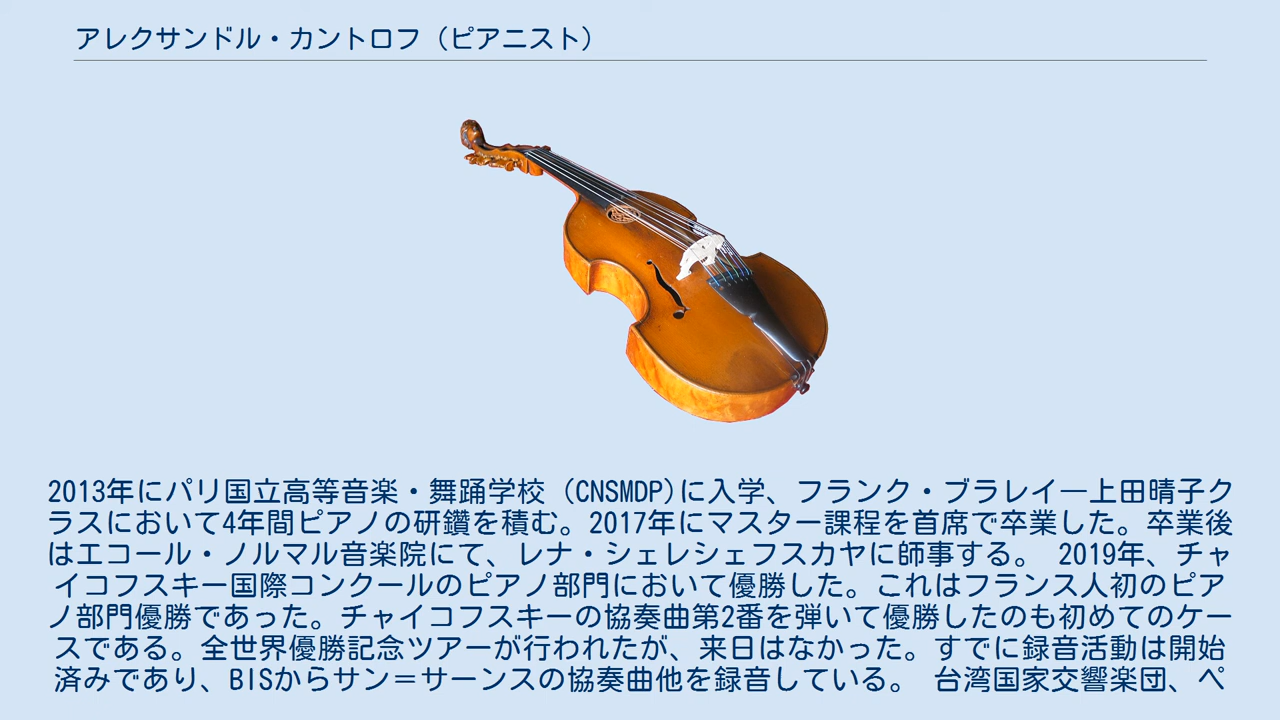 アレクサンドル・カントロフ（ピアニスト）
2013年にパリ国立高等音楽・舞踊学校（CNSMDP)に入学、フランク・ブラレイ―上田晴子ク
ラスにおいて4年間ピアノの研鑽を積む。2017年にマスター課程を首席で卒業した。卒業後
はエコール・ノルマル音楽院にて、レナ・シェレシェフスカヤに師事する。 2019年、チャ
イコフスキー国際コンクールのピアノ部門において優勝した。これはフランス人初のピア
ノ部門優勝であった。チャイコフスキーの協奏曲第2番を弾いて優勝したのも初めてのケー
スである。全世界優勝記念ツアーが行われたが、来日はなかった。すでに録音活動は開始
済みであり、BISからサン＝サーンスの協奏曲他を録音している。 台湾国家交響楽団、ペ